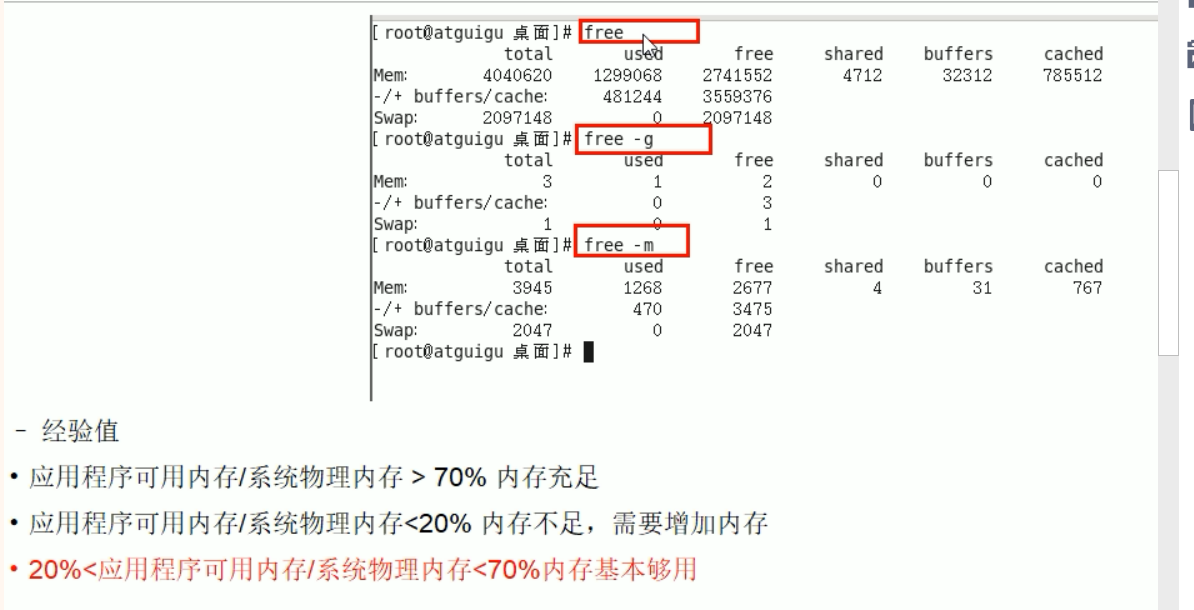 [root@atguigu 桌面]# free
total used free shared buffers cached
Mem: 4040620 1299068 2741552 4712 32312 785512
-/+ buffers/cache: 481244 3559376
Swap: 2097148 0 2097148
[root@atguigu 桌面]# free -g
total used free shared buffers cached
Mem: 3 1 2 0 0 0
-/+ buffers/cache: 0 3
Swap: 1 0 1
[root@atguigu 桌面]# free -m
total used free shared buffers cached
Mem: 3945 1268 2677 4 31 767
-/+ buffers/cache: 470 3475
Swap: 2047 0 2047
[root@atguigu 桌面]#
- 经验值
• 应用程序可用内存/系统物理内存 > 70% 内存充足
• 应用程序可用内存/系统物理内存<20% 内存不足，需要增加内存
• 20%<应用程序可用内存/系统物理内存<70%内存基本够用